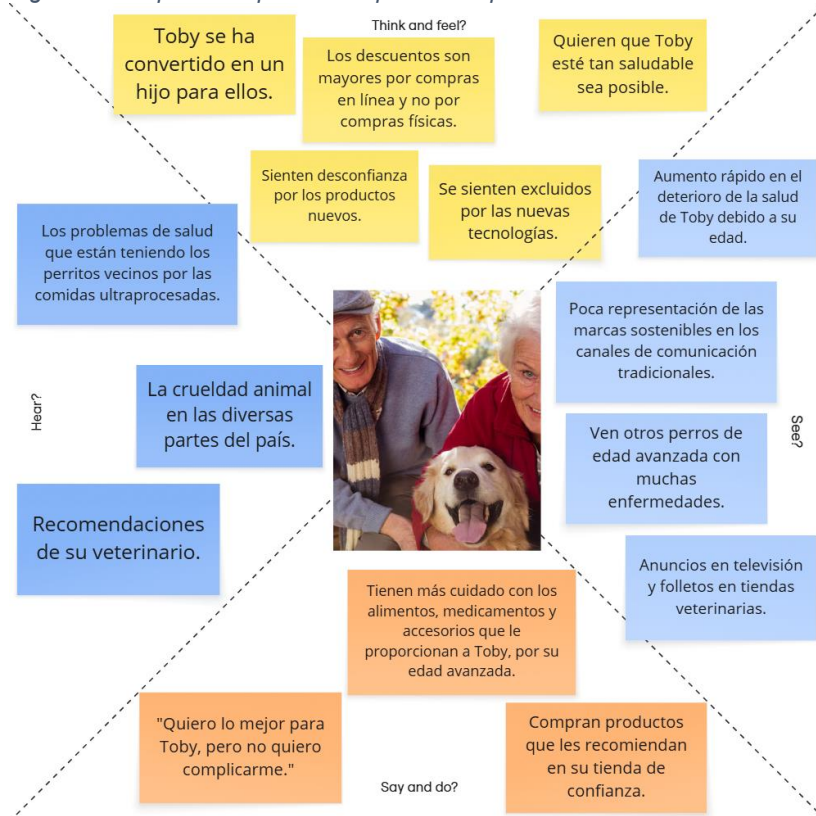 Think and feel?
Toby se ha
convertido en un
hijo para ellos.
Los descuentos son
mayores por compras
en línea y no por
compras físicas.
Quieren que Toby
esté tan saludable
sea posible.
Sienten desconfianza
por los productos
nuevos.
Se sienten excluidos
por las nuevas
tecnologías.
Aumento rápido en el
deterioro de la salud
de Toby debido a su
edad.
Los problemas de salud
que están teniendo los
perritos vecinos por las
comidas ultraprocesadas.
Poca representación de las
marcas sostenibles en los
canales de comunicación
tradicionales.
Hear?
La crueldad animal
en las diversas
partes del país.
See?
Ven otros perros de
edad avanzada con
muchas
enfermedades.
Recomendaciones
de su veterinario.
Anuncios en televisión
y folletos en tiendas
veterinarias.
Tienen más cuidado con los
alimentos, medicamentos y
accesorios que le
proporcionan a Toby, por su
edad avanzada.
"Quiero lo mejor para
Toby, pero no quiero
complicarme."
Compran productos
que les recomiendan
en su tienda de
confianza.
Say and do?